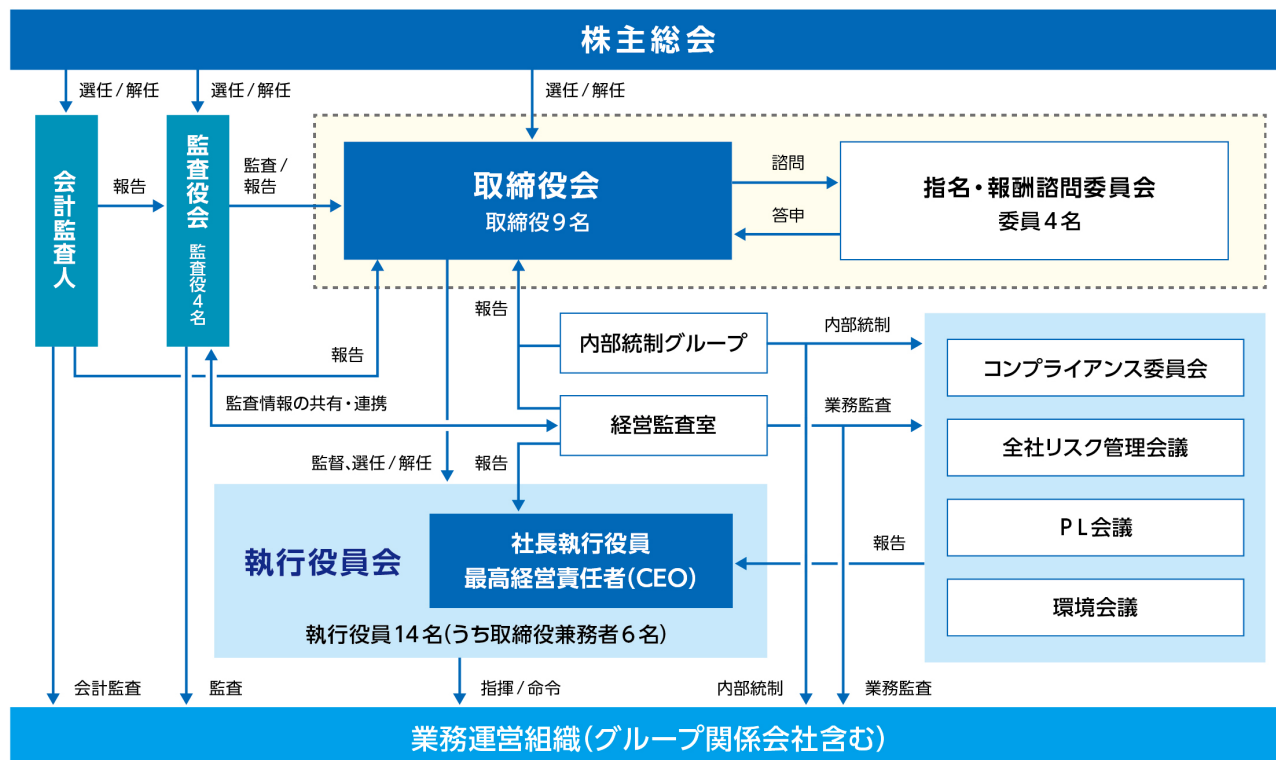 株主総会
選任/解任
選任/解任
選任/解任
会計監査人
報告
監査役会
監査役4名
監査/
報告
取締役会
取締役9名
諮問
答申
指名・報酬諮問委員会
委員4名
報告
報告
内部統制グループ
内部統制
監査情報の共有・連携
経営監査室
業務監査
コンプライアンス委員会
全社リスク管理会議
PL会議
環境会議
監督、選任/解任
報告
執行役員会
社長執行役員
最高経営責任者(CEO)
報告
執行役員14名(うち取締役兼務者6名)
会計監査
監査
指揮/命令
内部統制
業務監査
業務運営組織(グループ関係会社含む)